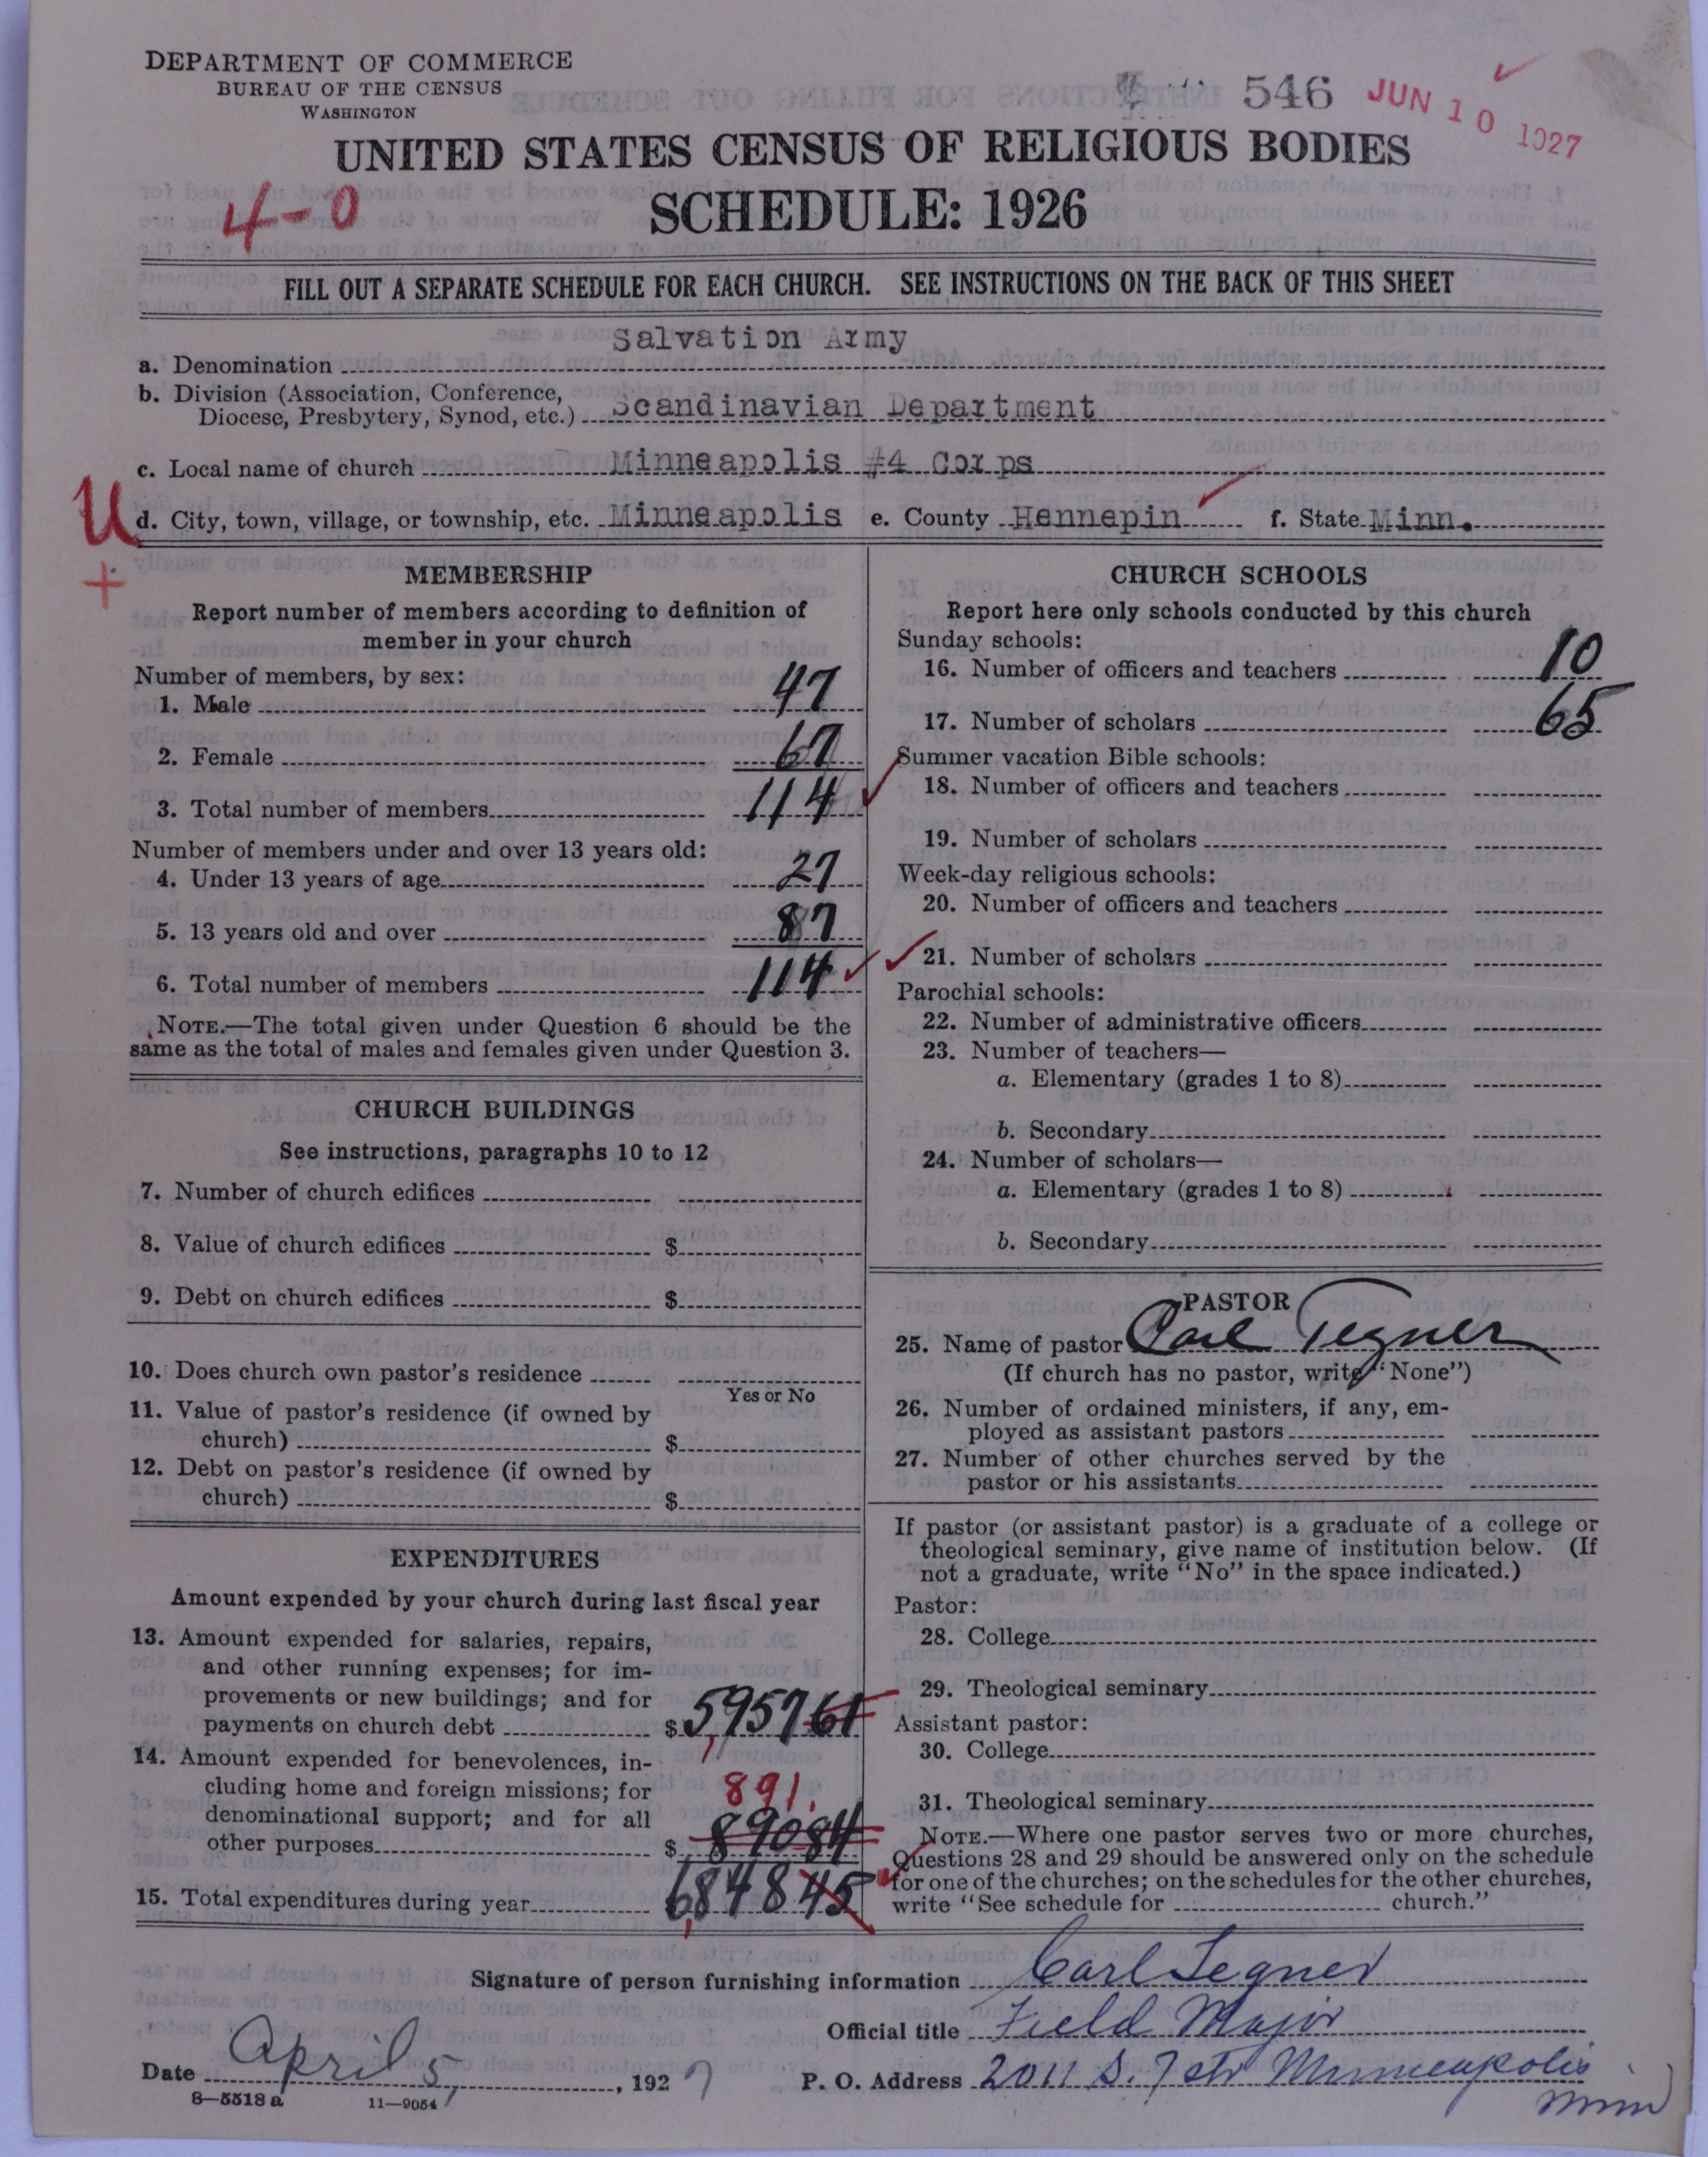 DEPARTMENT OF COMMERCE
BUREAU OF THE CENSUS
WASHINGTON
546 JUN 10 1927
UNITED STATES CENSUS OF RELIGIOUS BODIES
4-0
SCHEDULE: 1926
FILL OUT A SEPARATE SCHEDULE FOR EACH CHURCH. SEE INSTRUCTIONS ON THE BACK OF THIS SHEET
a. Denomination Salvation Army
b. Division (Association, Conference,
Diocese, Presbytery, Synod, etc.) Scandinavian Department
c. Local name of church Minneapolis #4 Corps
U
d. City, town, village, or township, etc. Minneapolis e. County Hennepin f. State Minn.
+
MEMBERSHIP
Report number of members according to definition of
member in your church
Number of members, by sex:
1. Male 47
2. Female 67
3. Total number of members 114
Number of members under and over 13 years old:
4. Under 13 years of age 27
5. 13 years old and over 87
6. Total number of members 114
NOTE.—The total given under Question 6 should be the
same as the total of males and females given under Question 3.
CHURCH BUILDINGS
See instructions, paragraphs 10 to 12
7. Number of church edifices
8. Value of church edifices $
9. Debt on church edifices $
10. Does church own pastor's residence
Yes or No
11. Value of pastor's residence (if owned by
church) $
12. Debt on pastor's residence (if owned by
church) $
EXPENDITURES
Amount expended by your church during last fiscal year
13. Amount expended for salaries, repairs,
and other running expenses; for im-
provements or new buildings; and for
payments on church debt $5,957 61
14. Amount expended for benevolences, in-
cluding home and foreign missions; for
891.
denominational support; and for all
other purposes $ 890 84
15. Total expenditures during year 6,848 45
CHURCH SCHOOLS
Report here only schools conducted by this church
Sunday schools:
16. Number of officers and teachers 10
17. Number of scholars 65
Summer vacation Bible schools:
18. Number of officers and teachers
19. Number of scholars
Week-day religious schools:
20. Number of officers and teachers
21. Number of scholars
Parochial schools:
22. Number of administrative officers
23. Number of teachers—
a. Elementary (grades 1 to 8)
b. Secondary
24. Number of scholars—
a. Elementary (grades 1 to 8)
b. Secondary
PASTOR
25. Name of pastor Carl Tegner
(If church has no pastor, write "None")
26. Number of ordained ministers, if any, em-
ployed as assistant pastors
27. Number of other churches served by the
pastor or his assistants
If pastor (or assistant pastor) is a graduate of a college or
theological seminary, give name of institution below. (If
not a graduate, write "No" in the space indicated.)
Pastor:
28. College
29. Theological seminary
Assistant pastor:
30. College
31. Theological seminary
NOTE.—Where one pastor serves two or more churches,
Questions 28 and 29 should be answered only on the schedule
for one of the churches; on the schedules for the other churches,
write "See schedule for church."
Signature of person furnishing information Carl Tegner
Official title Field Major
Date April 5, 1927
P. O. Address 2011 S. 7 str Minneapolis
Minn
8—5518 a 11—9054